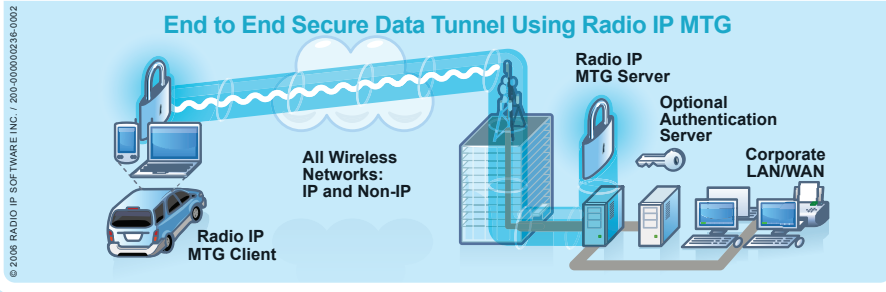 End to End Secure Data Tunnel Using Radio IP MTG
Radio IP
MTG Server
Optional
Authentication
Server
Corporate
LAN/WAN
All Wireless
Networks:
IP and Non-IP
Radio IP
MTG Client
© 2006 RADIO IP SOFTWARE INC. / 200-000000236-0002